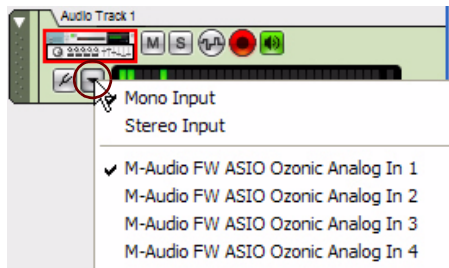 Audio Track 1
M S
Mono Input
Stereo Input
M-Audio FW ASIO Ozonic Analog In 1
M-Audio FW ASIO Ozonic Analog In 2
M-Audio FW ASIO Ozonic Analog In 3
M-Audio FW ASIO Ozonic Analog In 4